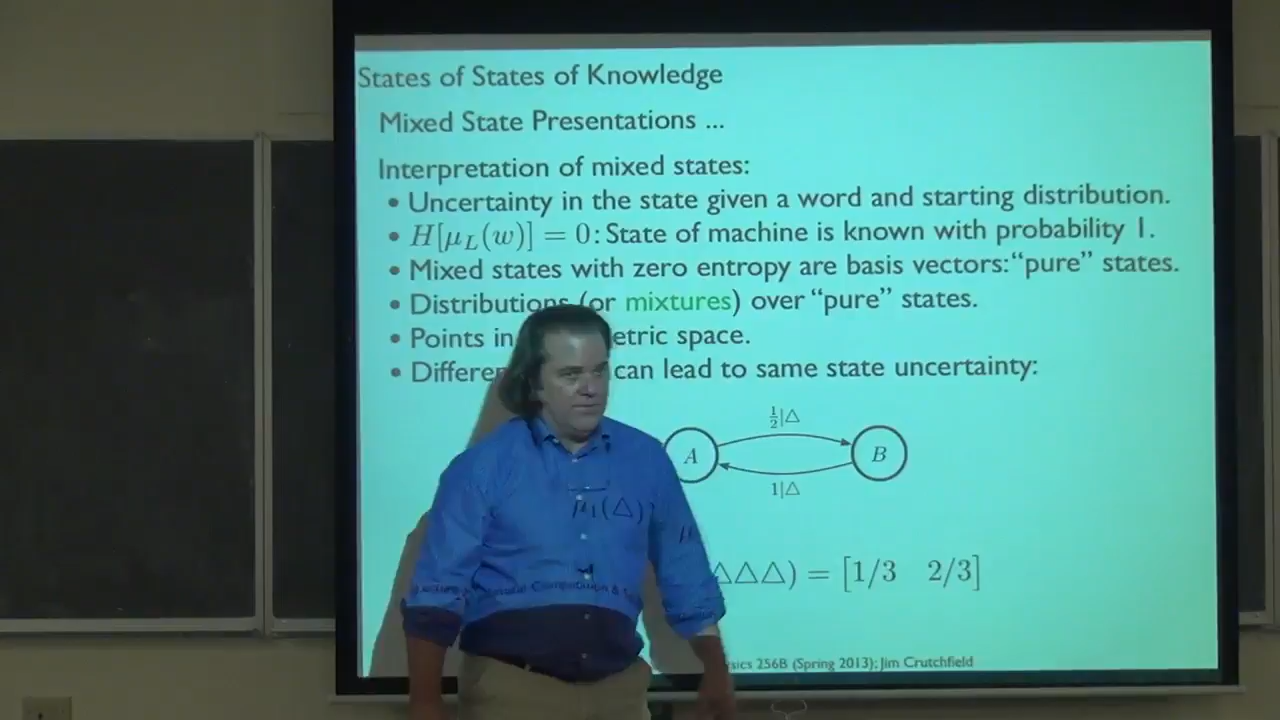 States of States of Knowledge
Mixed State Presentations ...
Interpretation of mixed states:
• Uncertainty in the state given a word and starting distribution.
• H[μ_L(w)] = 0: State of machine is known with probability 1.
• Mixed states with zero entropy are basis vectors: “pure” states.
• Distributions (or mixtures) over “pure” states.
• Points in etric space.
• Differen can lead to same state uncertainty:
½|△
A B
1|△
μ₁(△)
△△△) = [1/3 2/3]
sics 256B (Spring 2013); Jim Crutchfield